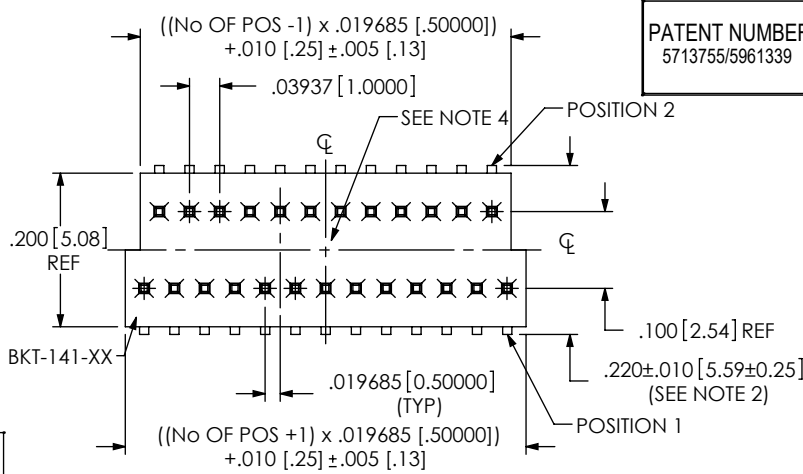 ((No OF POS -1) x .019685 [.50000])
+.010 [.25] ±.005 [.13]
PATENT NUMBER
5713755/5961339
.03937 [1.0000]
SEE NOTE 4
POSITION 2
℄
.200 [5.08]
REF
℄
BKT-141-XX
.100 [2.54] REF
.019685 [0.50000]
(TYP)
.220±.010 [5.59±0.25]
(SEE NOTE 2)
POSITION 1
((No OF POS +1) x .019685 [.50000])
+.010 [.25] ±.005 [.13]